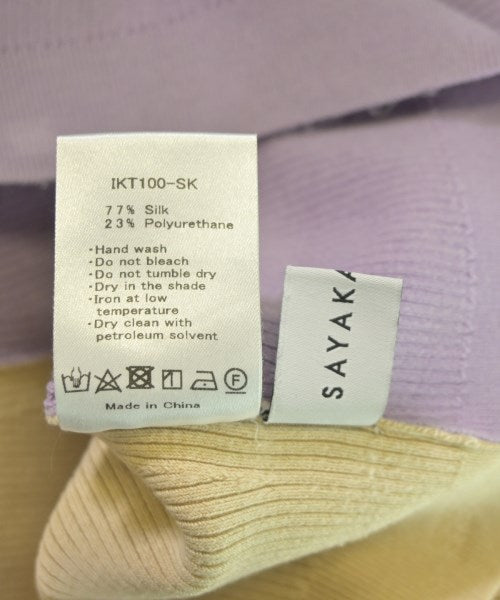 IKT100-SK
77% Silk
23% Polyurethane
·Hand wash
·Do not bleach
·Do not tumble dry
·Dry in the shade
·Iron at low
temperature
·Dry clean with
petroleum solvent
F
Made in China
SAYAKA